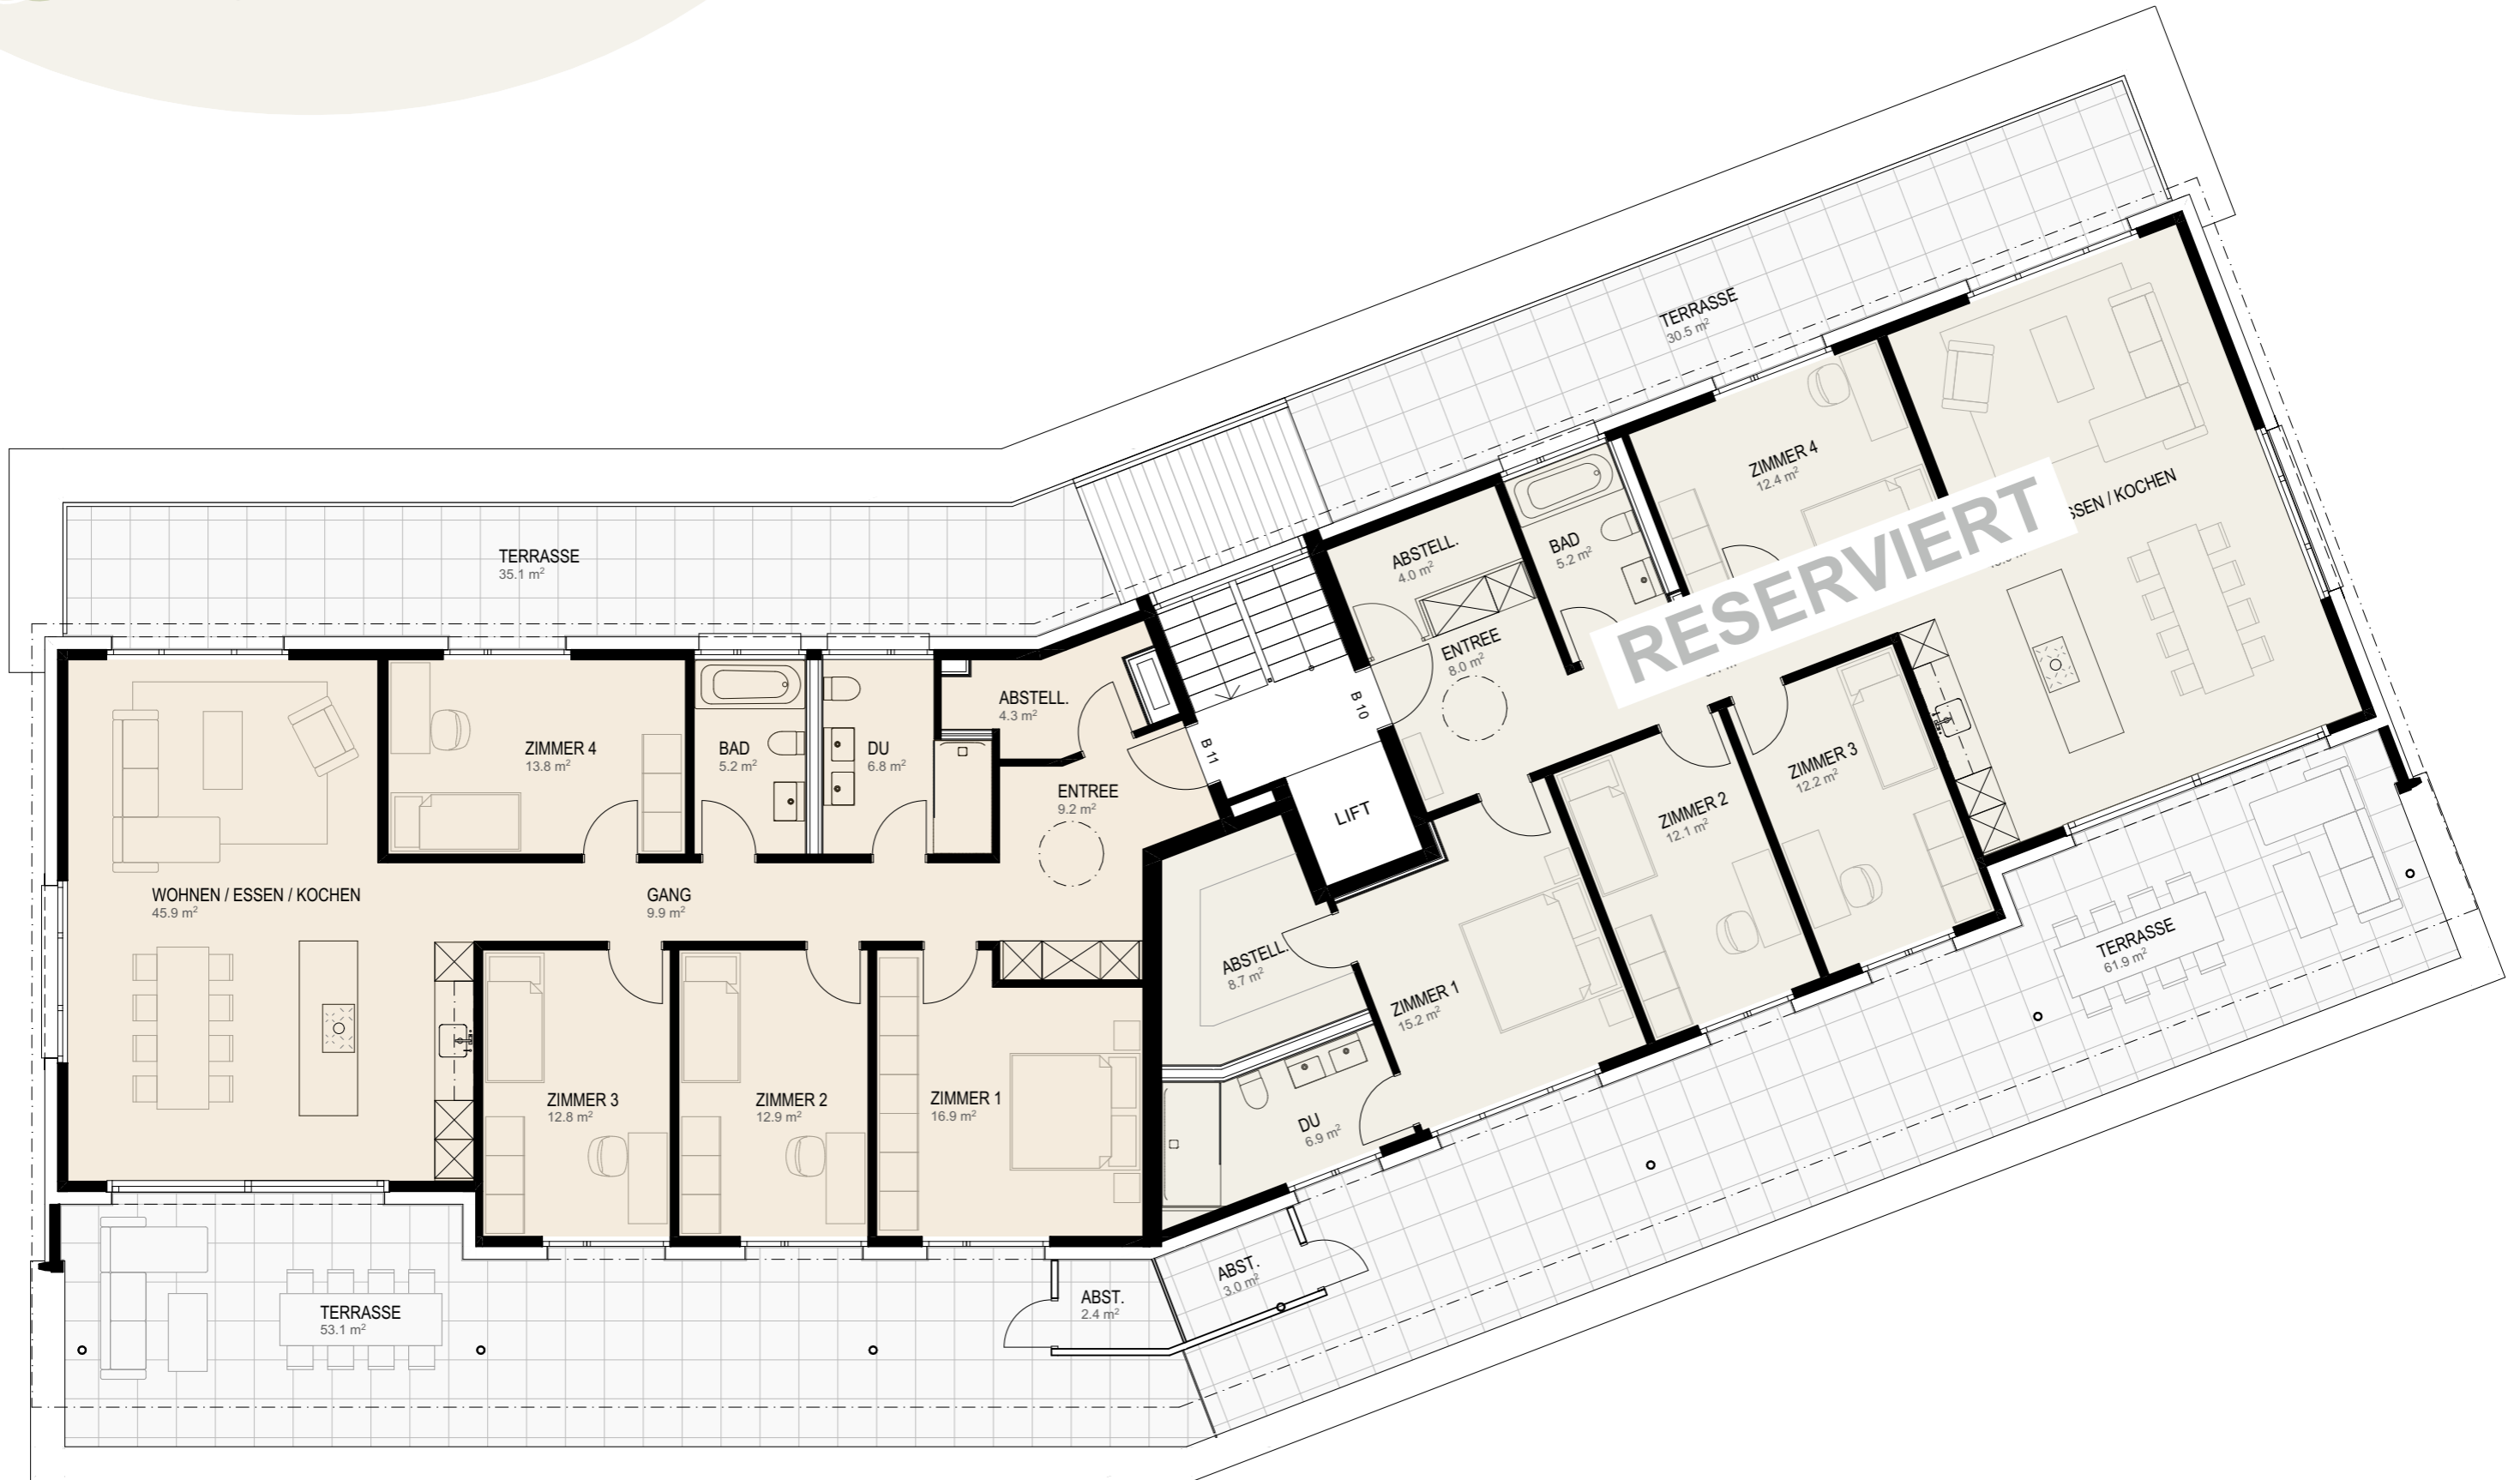 TERRASSE
30.5 m²
TERRASSE
35.1 m²
WOHNEN / ESSEN / KOCHEN
45.9 m²
ZIMMER 4
13.8 m²
BAD
5.2 m²
DU
6.8 m²
ABSTELL.
4.3 m²
ENTREE
9.2 m²
GANG
9.9 m²
ZIMMER 3
12.8 m²
ZIMMER 2
12.9 m²
ZIMMER 1
16.9 m²
TERRASSE
53.1 m²
ABST.
2.4 m²
B 11
B 10
LIFT
ABSTELL.
4.0 m²
BAD
5.2 m²
ENTREE
8.0 m²
ZIMMER 4
12.4 m²
SSEN / KOCHEN
RESERVIERT
ZIMMER 3
12.2 m²
ZIMMER 2
12.1 m²
ZIMMER 1
15.2 m²
ABSTELL.
8.7 m²
DU
6.9 m²
ABST.
3.0 m²
TERRASSE
61.9 m²